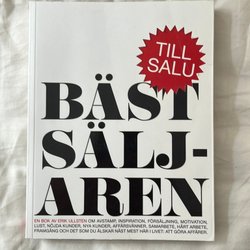 TILL
SALU
BÄST
SÄLJ-
AREN
EN BOK AV ERIK ULLSTEN OM AVSTAMP, INSPIRATION, FÖRSÄLJNING, MOTIVATION,
LUST, NÖJDA KUNDER, NYA KUNDER, AFFÄRSVÄNNER, SAMARBETE, HÅRT ARBETE,
FRAMGÅNG OCH DET SOM DU ÄLSKAR NÄST MEST HÄR I LIVET: ATT GÖRA AFFÄRER.